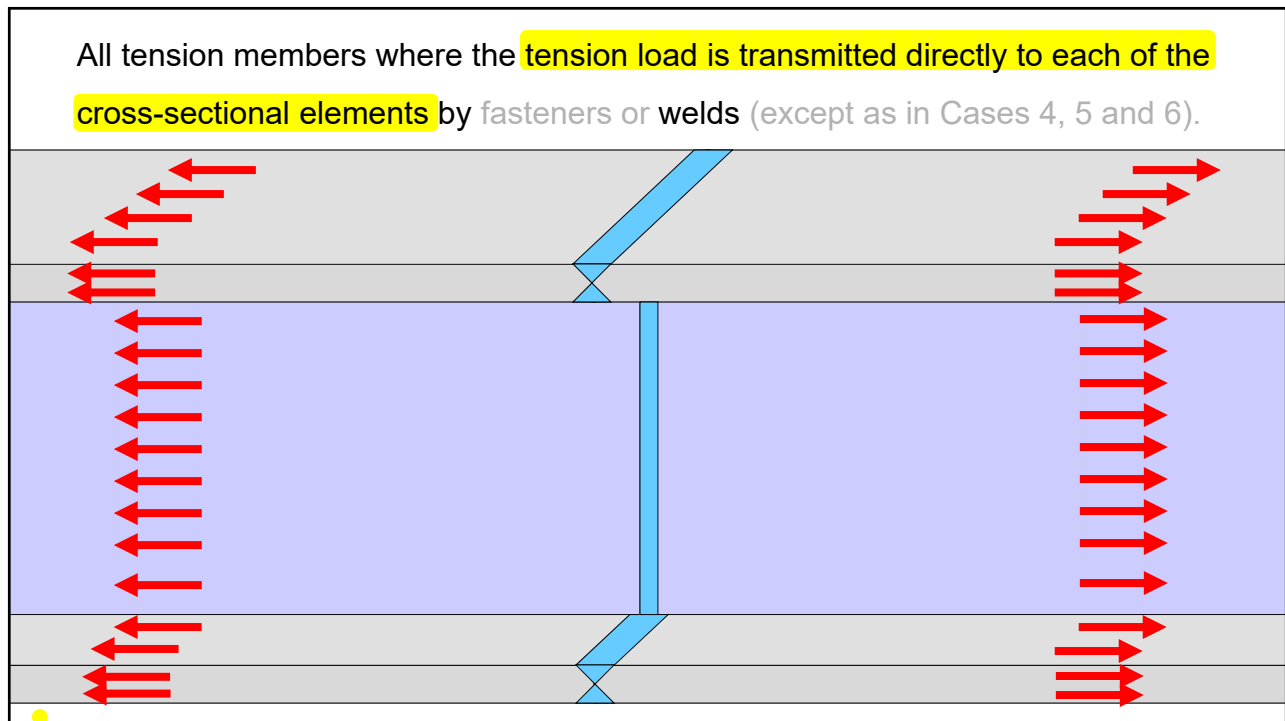 All tension members where the tension load is transmitted directly to each of the
cross-sectional elements by fasteners or welds (except as in Cases 4, 5 and 6).